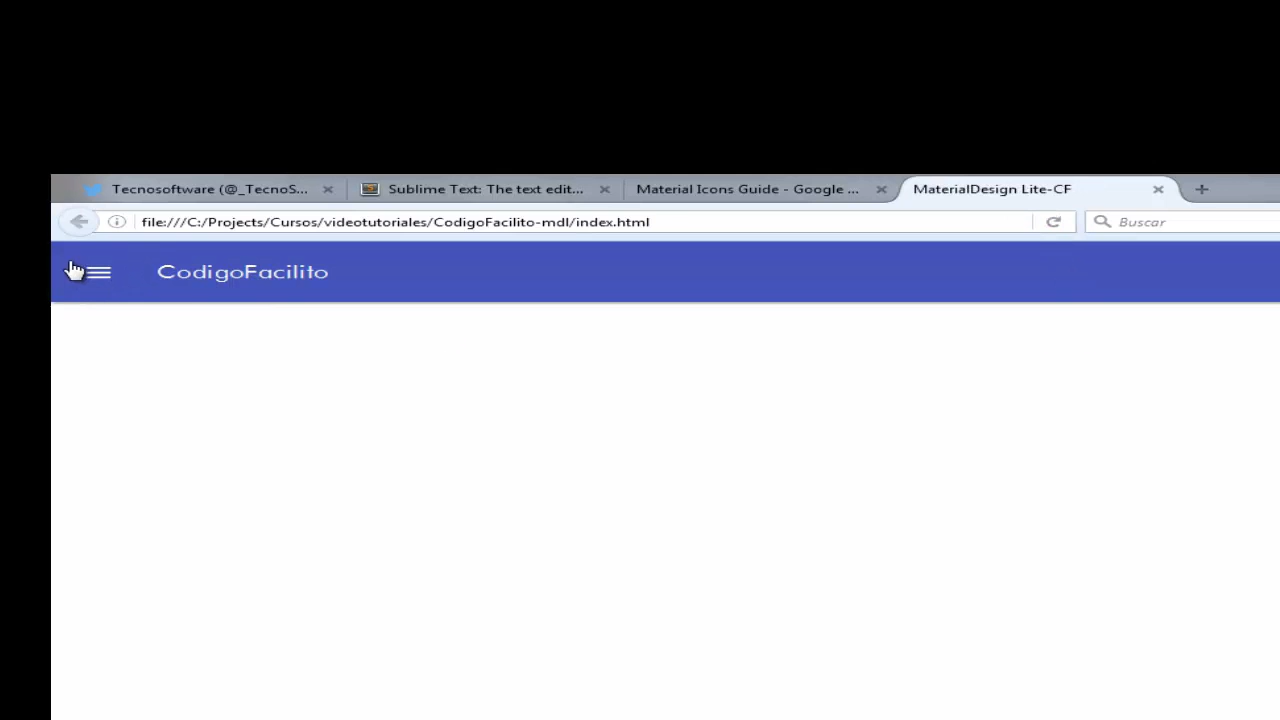 Tecnosoftware (@_TecnoS...
Sublime Text: The text edit...
Material Icons Guide - Google ...
MaterialDesign Lite-CF
file:///C:/Projects/Cursos/videotutoriales/CodigoFacilito-mdl/index.html
Buscar
CodigoFacilito